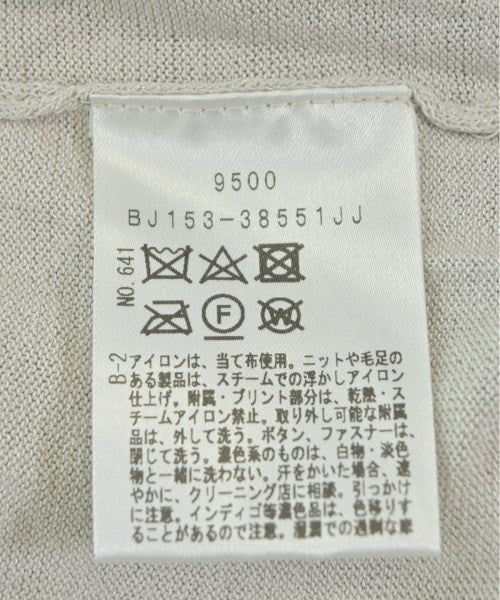 9500
BJ153-38551JJ
NO.641
F
W
B-2
アイロンは、当て布使用。ニットや毛足の
ある製品は、スチームでの浮かしアイロン
仕上げ。附属・プリント部分は、乾熱・ス
チームアイロン禁止。取り外し可能な附属
品は、外して洗う。ボタン、ファスナーは、
閉じて洗う。濃色系のものは、白物・淡色
物と一緒に洗わない。汗をかいた場合、速
やかに、クリーニング店に相談。引っかけ
に注意。インディゴ等濃色品は、色移りす
ることがあるので注意。湿潤での過剰な摩